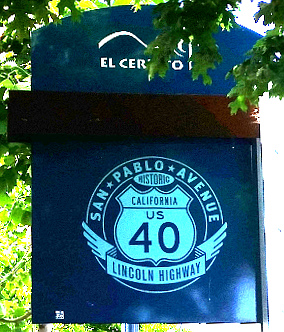 EL CERRITO
SAN★PABLO★AVENUE
HISTORIC
CALIFORNIA
US
40
LINCOLN HIGHWAY